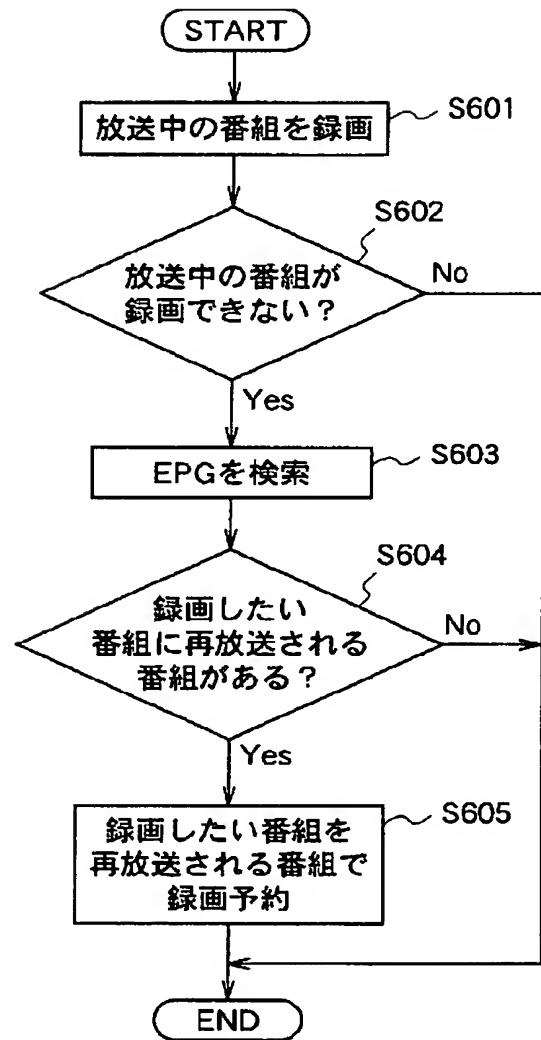 START
放送中の番組を録画
S601
S602
放送中の番組が
録画できない？
No
Yes
EPGを検索
S603
S604
録画したい
番組に再放送される
番組がある？
No
Yes
S605
録画したい番組を
再放送される番組で
録画予約
END